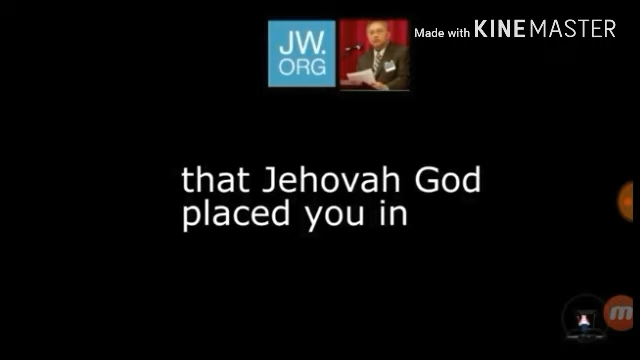 JW.
ORG
Made with KINEMASTER
that Jehovah God
placed you in